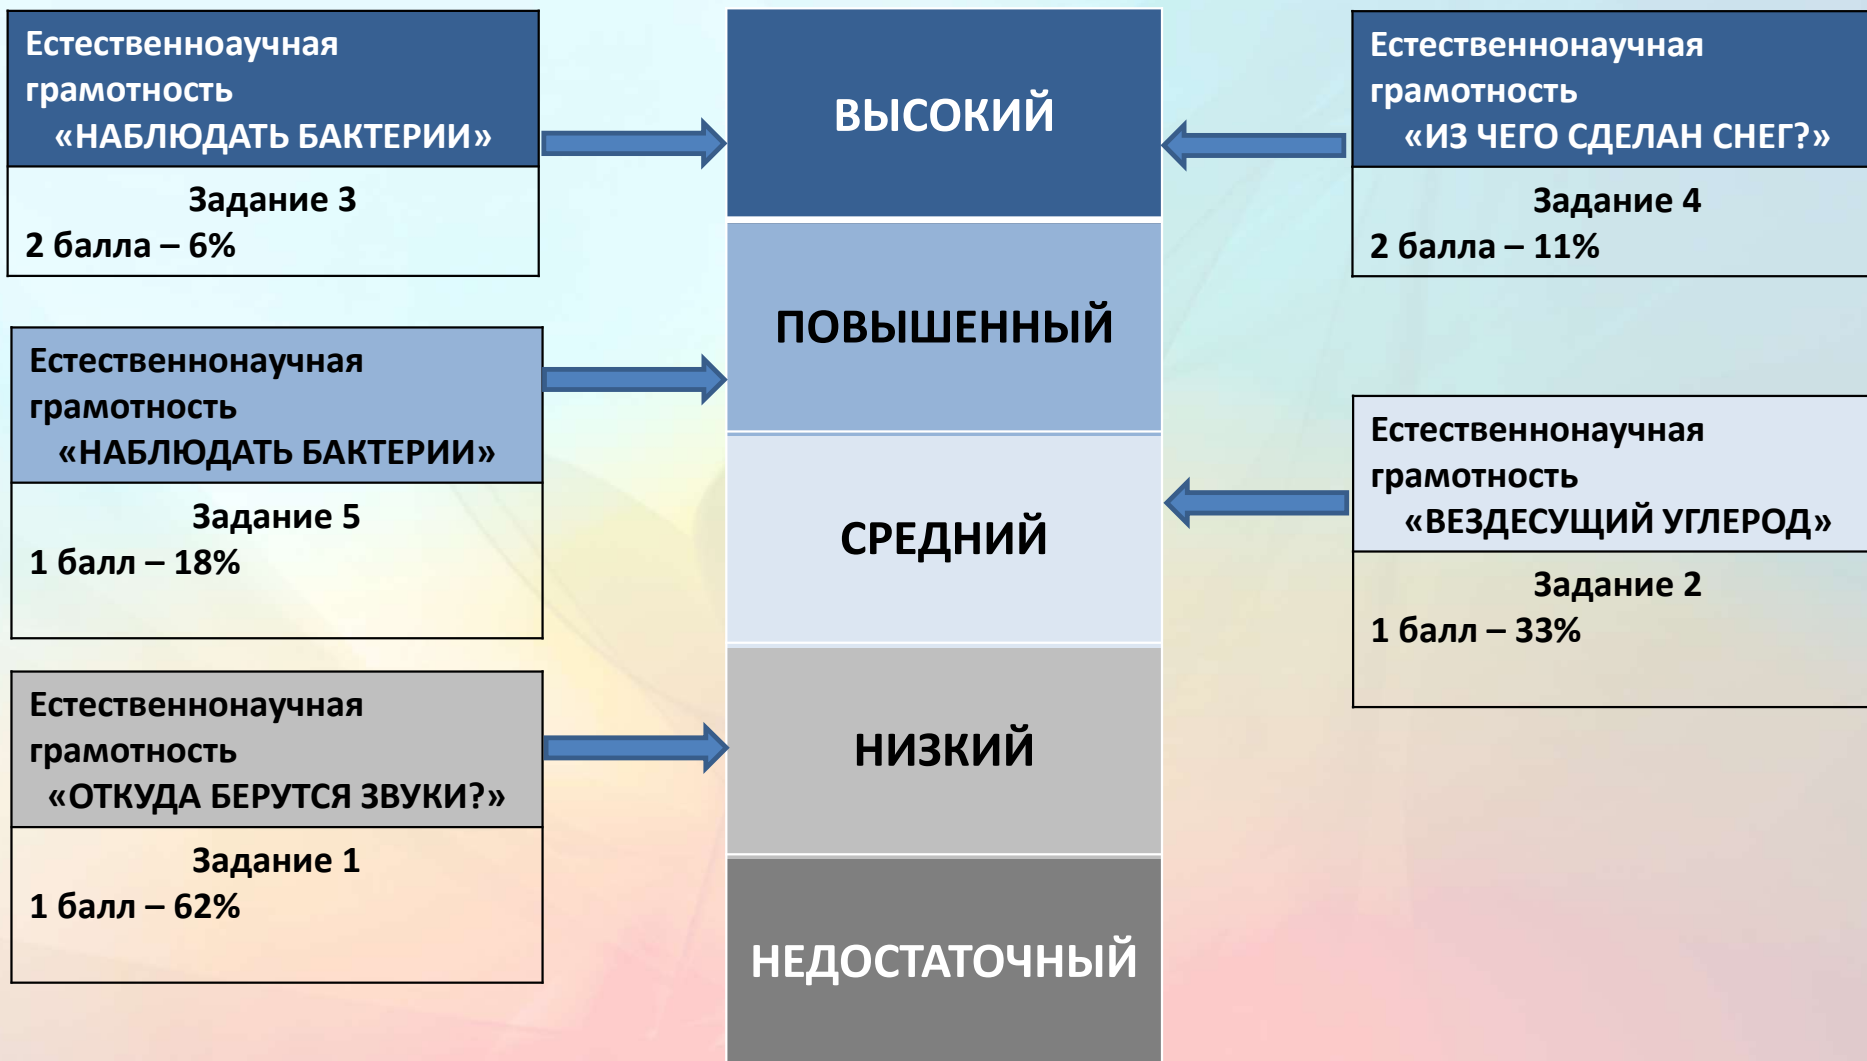 Естественноаучная
грамотность
«НАБЛЮДАТЬ БАКТЕРИИ»
Задание 3
2 балла – 6%
Естественнонаучная
грамотность
«НАБЛЮДАТЬ БАКТЕРИИ»
Задание 5
1 балл – 18%
Естественнонаучная
грамотность
«ОТКУДА БЕРУТСЯ ЗВУКИ?»
Задание 1
1 балл – 62%
ВЫСОКИЙ
ПОВЫШЕННЫЙ
СРЕДНИЙ
НИЗКИЙ
НЕДОСТАТОЧНЫЙ
Естественнонаучная
грамотность
«ИЗ ЧЕГО СДЕЛАН СНЕГ?»
Задание 4
2 балла – 11%
Естественнонаучная
грамотность
«ВЕЗДЕСУЩИЙ УГЛЕРОД»
Задание 2
1 балл – 33%